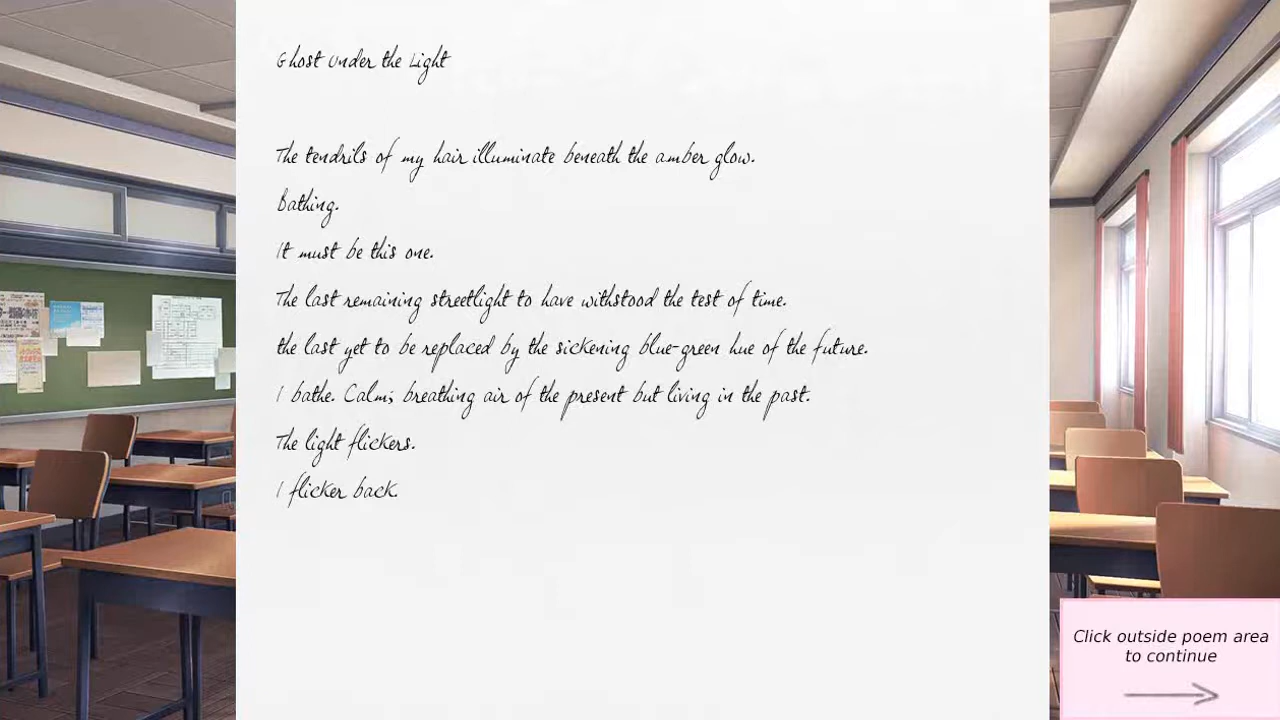 Ghost Under the Light
The tendrils of my hair illuminate beneath the amber glow.
Bathing.
It must be this one.
The last remaining streetlight to have withstood the test of time.
the last yet to be replaced by the sickening blue-green hue of the future.
I bathe. Calm; breathing air of the present but living in the past.
The light flickers.
I flicker back.
Click outside poem area
to continue